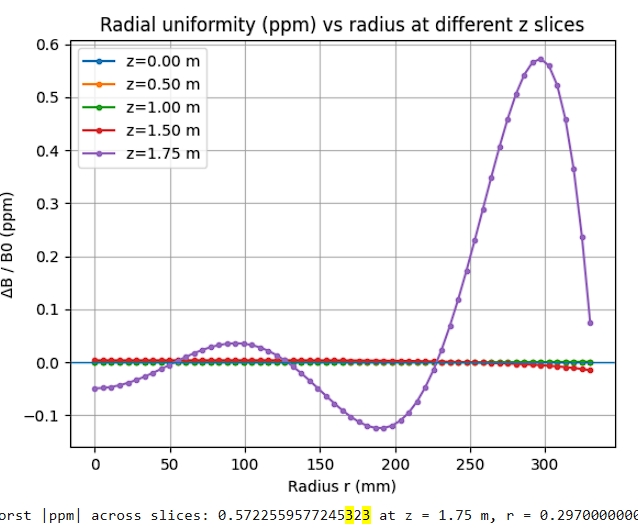 Radial uniformity (ppm) vs radius at different z slices
z=0.00 m
z=0.50 m
z=1.00 m
z=1.50 m
z=1.75 m
ΔB / B0 (ppm)
0.6
0.5
0.4
0.3
0.2
0.1
0.0
−0.1
0 50 100 150 200 250 300
Radius r (mm)
orst |ppm| across slices: 0.5722559577245323 at z = 1.75 m, r = 0.2970000000